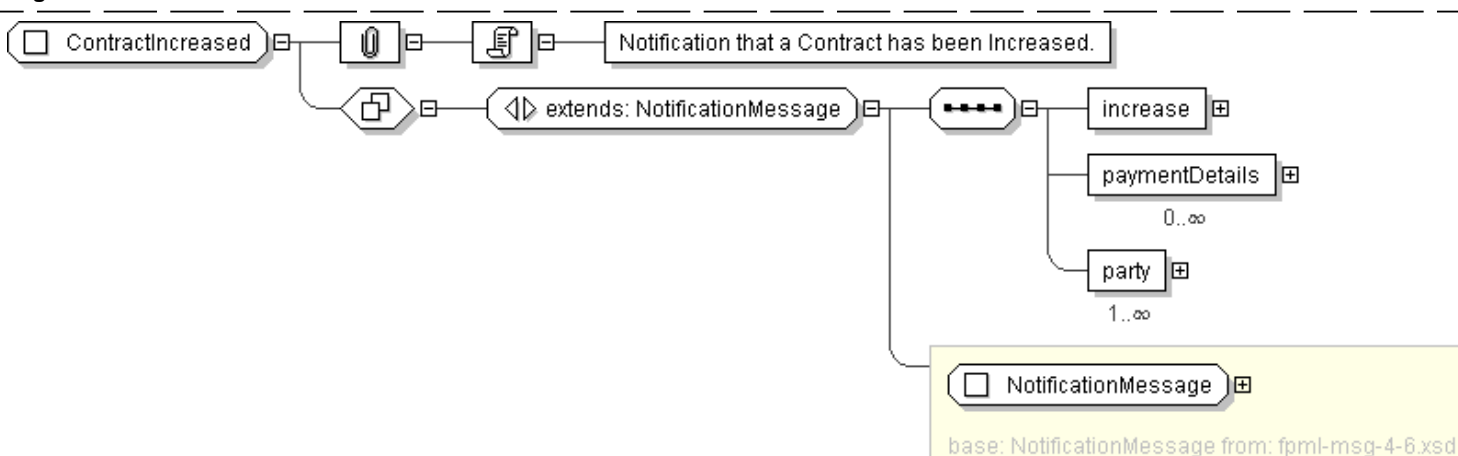 ContractIncreased
Notification that a Contract has been Increased.
extends: NotificationMessage
increase
paymentDetails
0..∞
party
1..∞
NotificationMessage
base: NotificationMessage from: fpml-msg-4-6.xsd